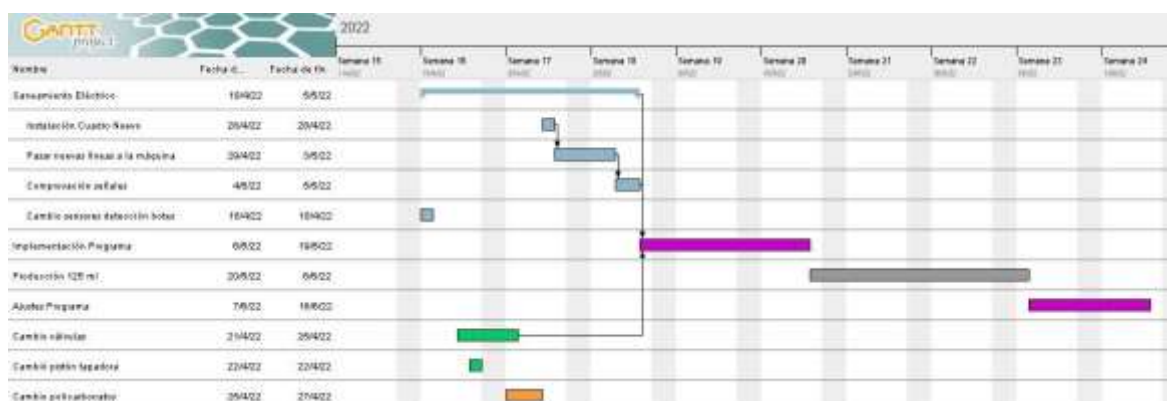 GANTT
project
2022
Nombre Fecha d... Fecha de fin
Semana 15 Semana 16 Semana 17 Semana 18 Semana 19 Semana 20 Semana 21 Semana 22 Semana 23 Semana 24
Saneamiento Eléctrico 18/4/22 5/5/22
Instalación Cuadro Nuevo 28/4/22 28/4/22
Pasar nuevas líneas a la máquina 29/4/22 3/5/22
señales 4/5/22 5/5/22
Cambio sensores detección botes 18/4/22 18/4/22
Implementación Programa 6/5/22 19/5/22
Producción 125 ml 20/5/22 6/6/22
Ajustes Programa 7/6/22 16/6/22
Cambio válvulas 21/4/22 25/4/22
Cambio pistón tapadora 22/4/22 22/4/22
Cambio policarbonatos 25/4/22 27/4/22